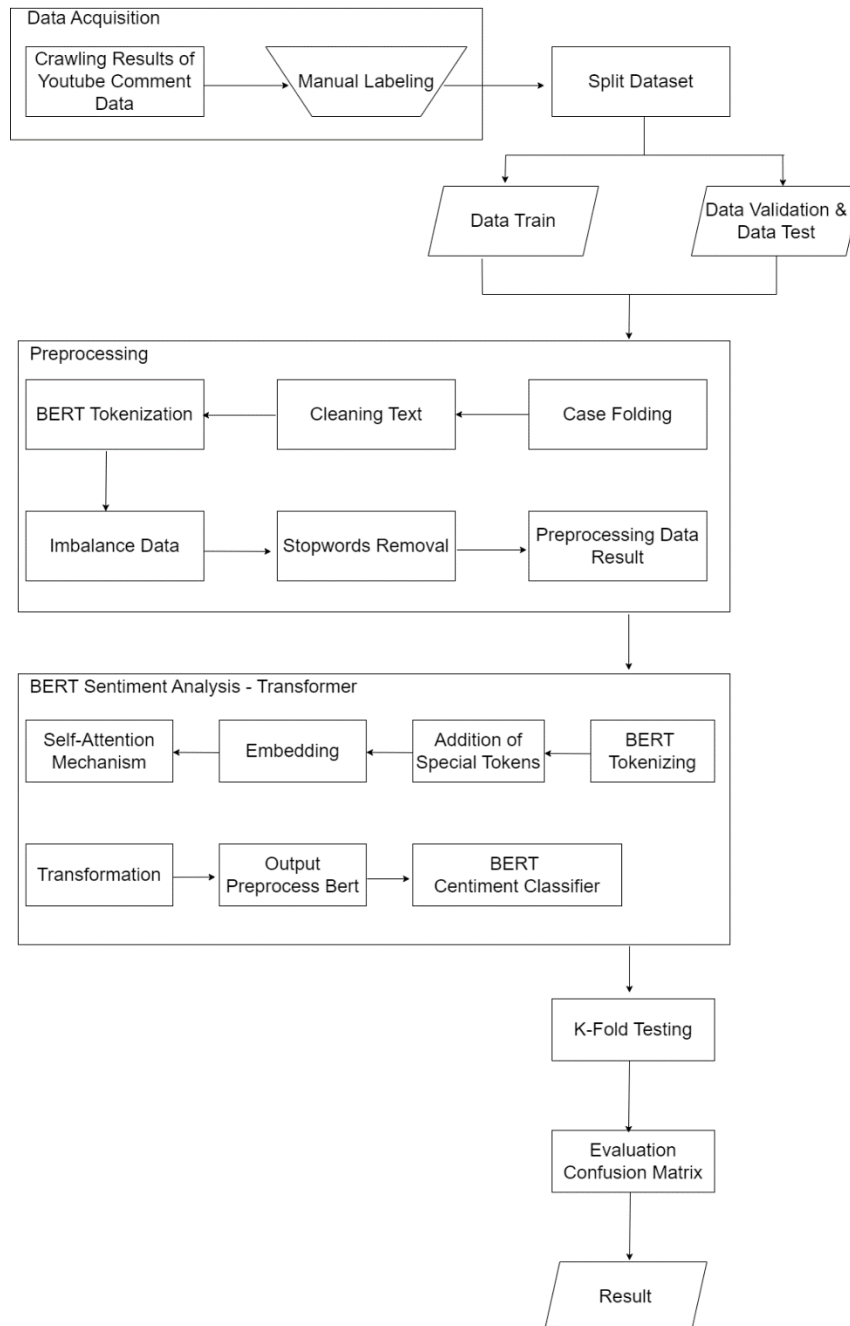 Data Acquisition
Crawling Results of
Youtube Comment
Data
Manual Labeling
Split Dataset
Data Train
Data Validation &
Data Test
Preprocessing
BERT Tokenization
Cleaning Text
Case Folding
Imbalance Data
Stopwords Removal
Preprocessing Data
Result
BERT Sentiment Analysis - Transformer
Self-Attention
Mechanism
Embedding
Addition of
Special Tokens
BERT
Tokenizing
Transformation
Output
Preprocess Bert
BERT
Centiment Classifier
K-Fold Testing
Evaluation
Confusion Matrix
Result